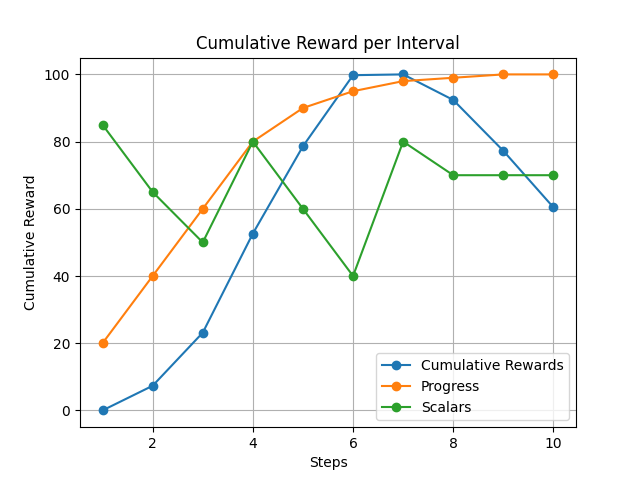 Cumulative Reward per Interval
Cumulative Reward
100
80
60
40
20
0
2 4 6 8 10
Steps
Cumulative Rewards
Progress
Scalars